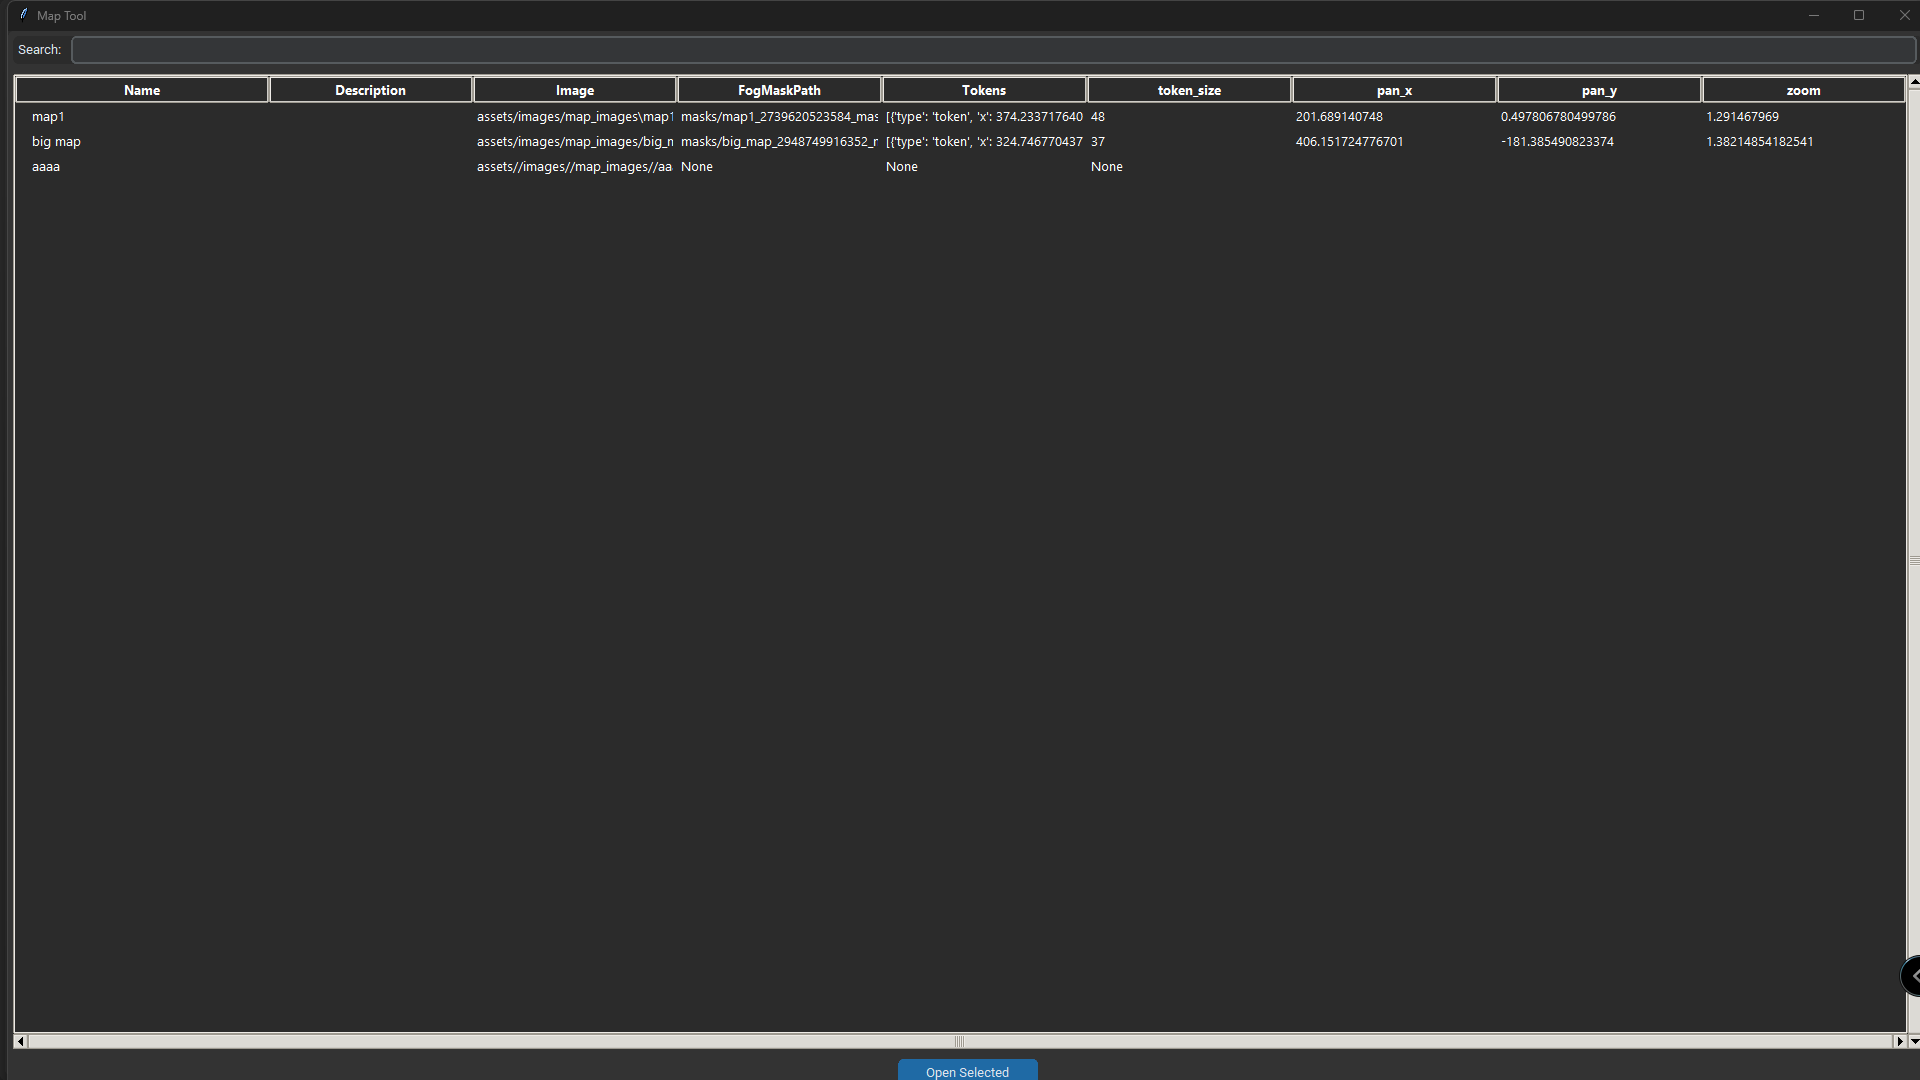 Map Tool
Search:
Name Description Image FogMaskPath Tokens token_size pan_x pan_y zoom
map1 assets/images/map_images\map1 masks/map1_2739620523584_mas [{'type': 'token', 'x': 374.233717640 48 201.689140748 0.497806780499786 1.291467969
big map assets/images/map_images/big_n masks/big_map_2948749916352_r [{'type': 'token', 'x': 324.746770437 37 406.151724776701 -181.385490823374 1.38214854182541
aaaa assets//images//map_images//aa None None None
Open Selected